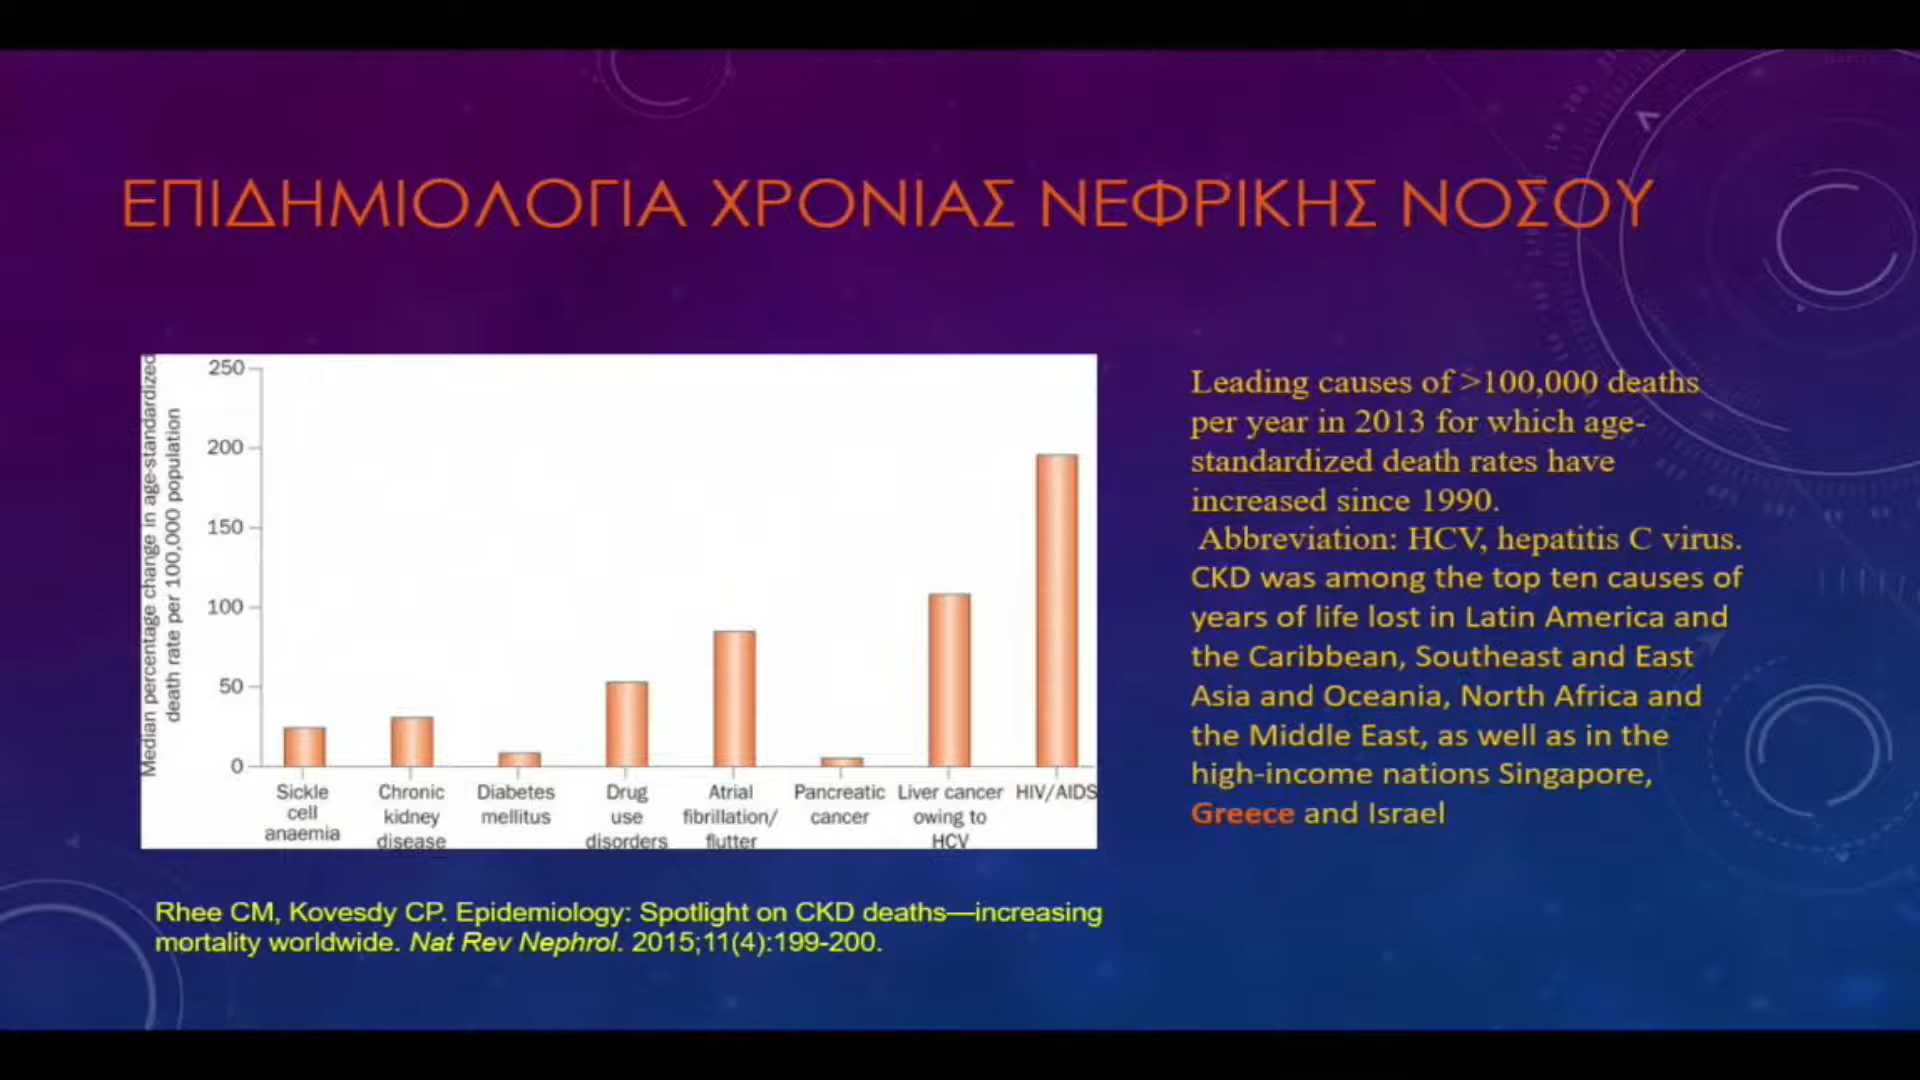 ΕΠΙΔΗΜΙΟΛΟΓΙΑ ΧΡΟΝΙΑΣ ΝΕΦΡΙΚΗΣ ΝΟΣΟΥ
Median percentage change in age-standardized
death rate per 100,000 population
250
200
150
100
50
0
Sickle
cell
anaemia
Chronic
kidney
disease
Diabetes
mellitus
Drug
use
disorders
Atrial
fibrillation/
flutter
Pancreatic
cancer
Liver cancer
owing to
HCV
HIV/AIDS
Leading causes of >100,000 deaths
per year in 2013 for which age-
standardized death rates have
increased since 1990.
Abbreviation: HCV, hepatitis C virus.
CKD was among the top ten causes of
years of life lost in Latin America and
the Caribbean, Southeast and East
Asia and Oceania, North Africa and
the Middle East, as well as in the
high-income nations Singapore,
Greece and Israel
Rhee CM, Kovesdy CP. Epidemiology: Spotlight on CKD deaths—increasing
mortality worldwide. Nat Rev Nephrol. 2015;11(4):199-200.